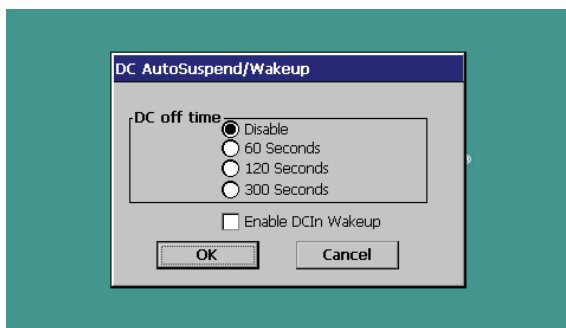 DC AutoSuspend/Wakeup
DC off time
Disable
60 Seconds
120 Seconds
300 Seconds
Enable DCIn Wakeup
OK Cancel